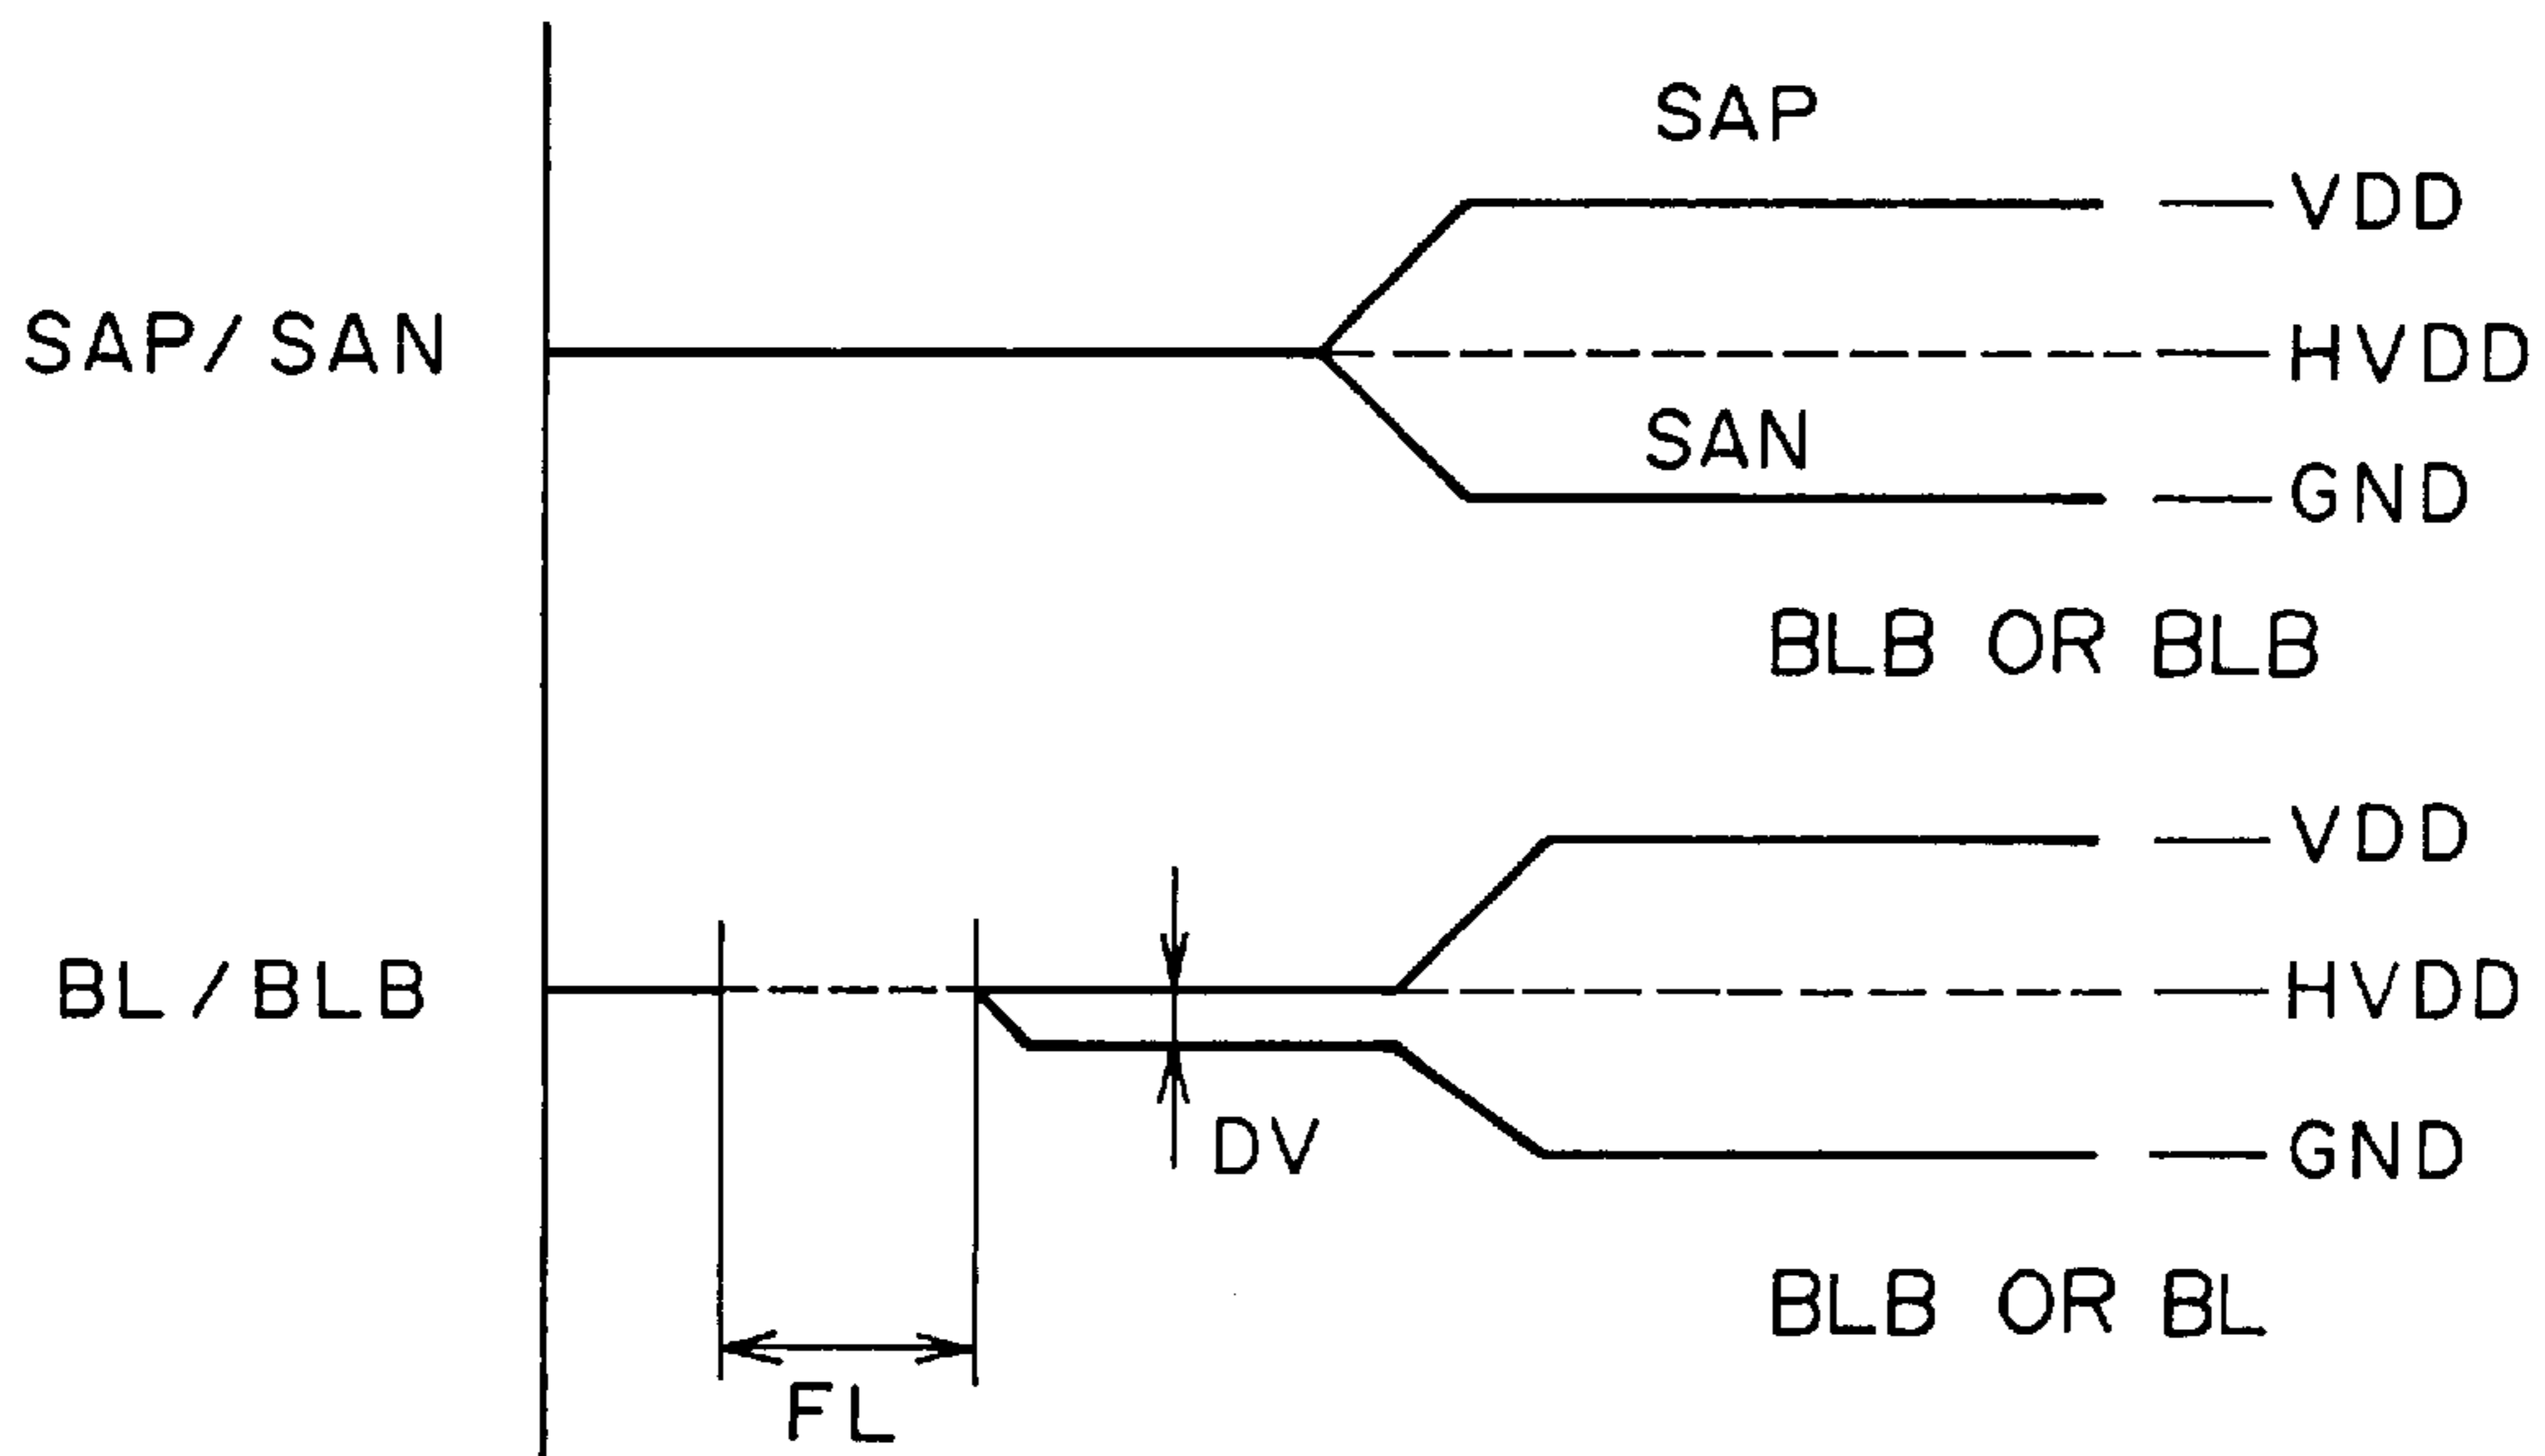 SAP
VDD
SAP/SAN
HVDD
SAN
GND
BLB OR BLB
VDD
BL/BLB
HVDD
DV
GND
BLB OR BL
FL